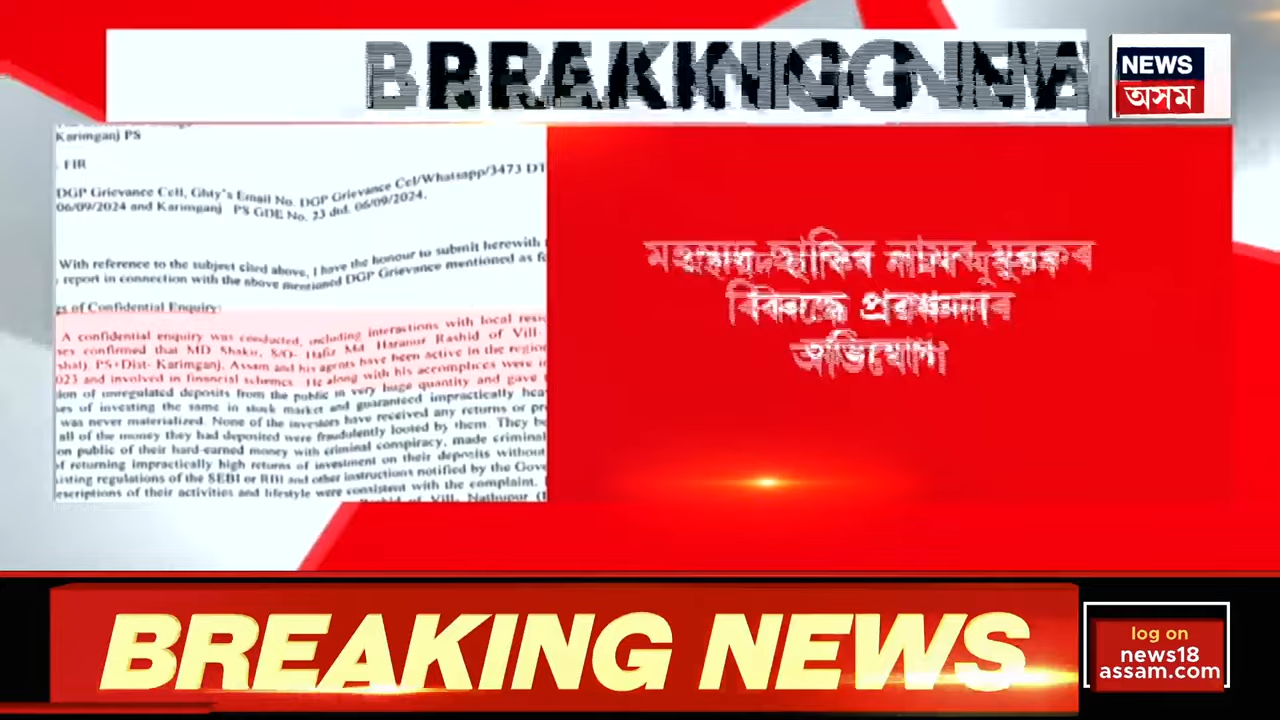 BREAKING NEW
NEWS
অসম
Karimganj PS
FIR
DGP Grievance Cell, Ghty's Email No. DGP Grievance Cel/Whatsapp/3473 DT
06/09/2024 and Karimganj PS GDE No. 23 dtd. 06/09/2024.
With reference to the subject cited above, I have the honour to submit herewith
report in connection with the above mentioned DGP Grievance mentioned as
of Confidential Enquiry:
A confidential enquiry was conducted, including interactions with local
confirmed that MD Shakir, S/O- Hafiz Md. Haranur Rashid of Vill-
PS+Dist- Karimganj, Assam and his agents have been active in the region
023 and involved in financial schemes. He along with his accomplices were
ion of unregulated deposits from the public in very huge quantity and gave
of investing the same in stock market and guaranteed impractically
was never materialized. None of the investors have received any returns or
all of the money they had deposited were fraudulently looted by them. They
on public of their hard-earned money with criminal conspiracy, made criminal
of returning impractically high returns of investment on their deposits without
isting regulations of the SEBI or RBI and other instructions notified by the
escriptions of their activities and lifestyle were consistent with the complaint.
of Vill. Nathupur
নামৰ যুৱকৰ
বিৰুদ্ধে প্ৰৱঞ্চনাৰ
অভিযোগ
BREAKING NEWS
log on
news18
assam.com